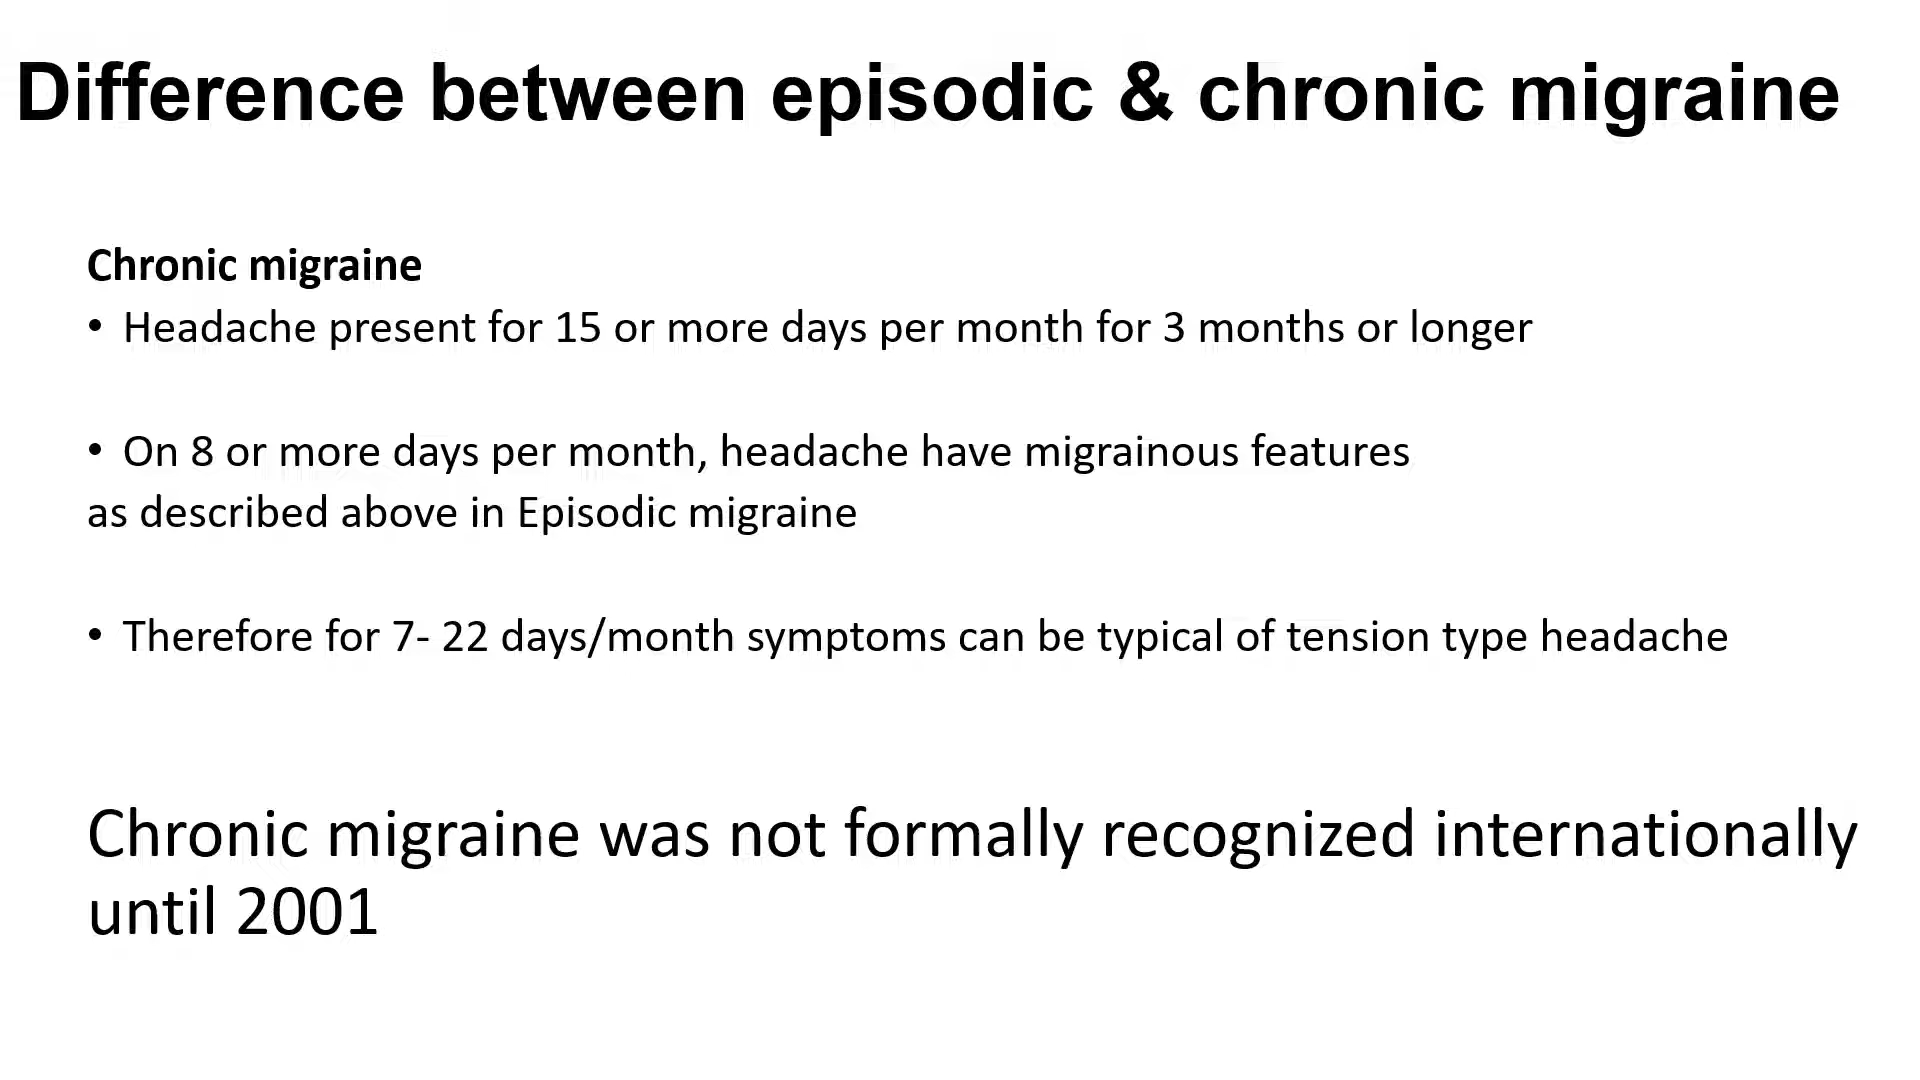 Difference between episodic & chronic migraine
Chronic migraine
• Headache present for 15 or more days per month for 3 months or longer
• On 8 or more days per month, headache have migrainous features
as described above in Episodic migraine
• Therefore for 7- 22 days/month symptoms can be typical of tension type headache
Chronic migraine was not formally recognized internationally
until 2001